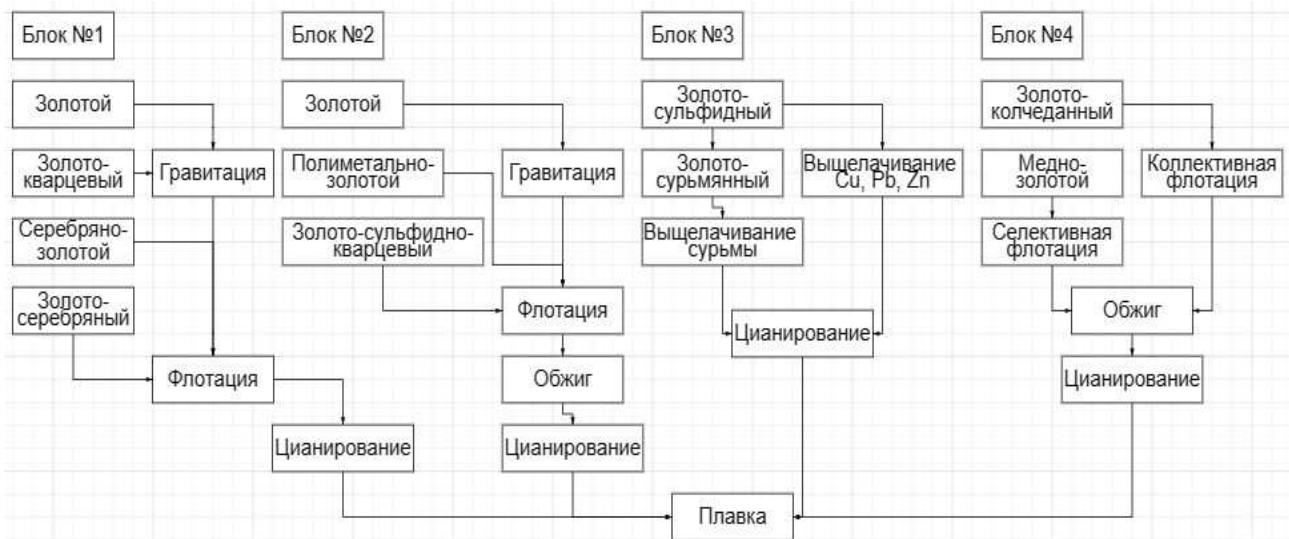 Блок №1
Блок №2
Блок №3
Блок №4
Золотой
Золотой
Золото-
сульфидный
Золото-
колчеданный
Золото-
кварцевый
Гравитация
Полиметально-
золотой
Гравитация
Золото-
сурьмянный
Выщелачивание
Cu, Pb, Zn
Медно-
золотой
Коллективная
флотация
Серебряно-
золотой
Золото-сульфидно-
кварцевый
Выщелачивание
сурьмы
Селективная
флотация
Золото-
серебряный
Флотация
Цианирование
Обжиг
Флотация
Обжиг
Цианирование
Цианирование
Цианирование
Плавка